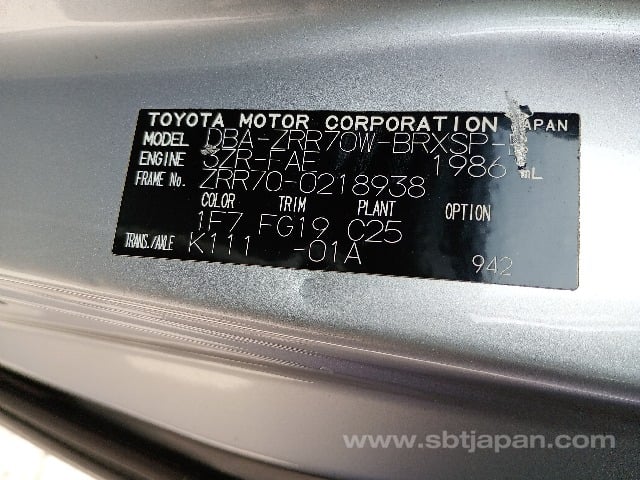 TOYOTA MOTOR CORPORATION JAPAN
MODEL DBA-ZRR70W-BRXSP-
ENGINE 3ZR-FAE 1986 mL
FRAME No. ZRR70-0218938
COLOR TRIM PLANT OPTION
1F7 FG19 C25
TRANS./AXLE K111 -01A
942
www.sbtjapan.com